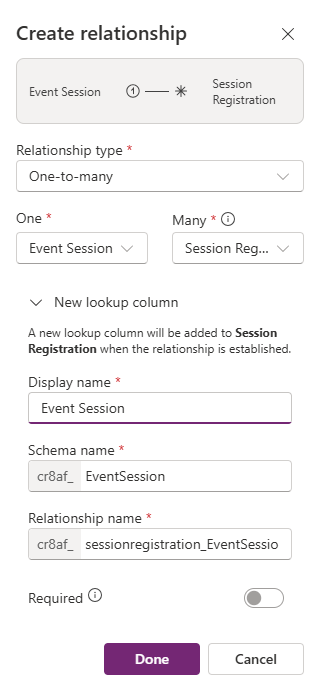 Create relationship
Event Session
1
Session
Registration
Relationship type *
One-to-many
One *
Many *
Event Session
Session Reg...
New lookup column
A new lookup column will be added to Session
Registration when the relationship is established.
Display name *
Event Session
Schema name *
cr8af_ EventSession
Relationship name *
cr8af_ sessionregistration_EventSessio
Required
Done
Cancel